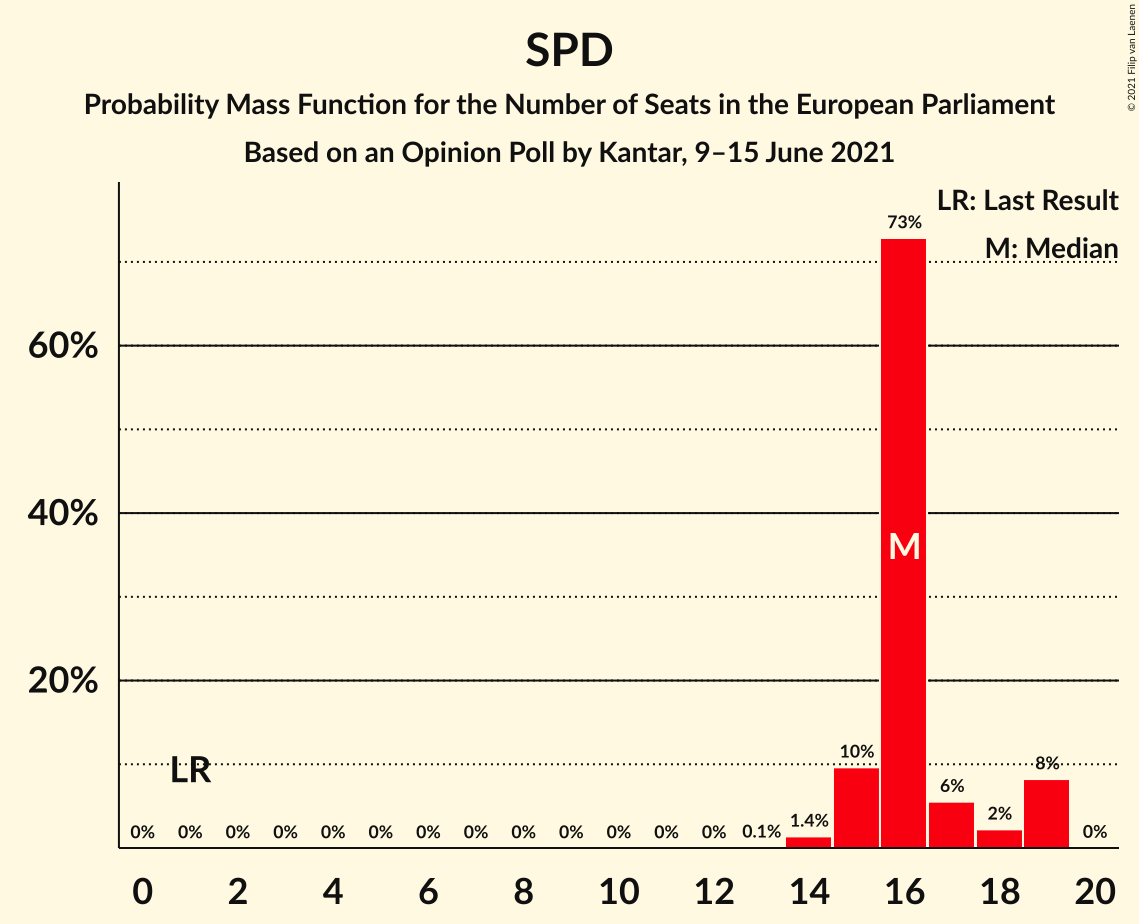 SPD
Probability Mass Function for the Number of Seats in the European Parliament
Based on an Opinion Poll by Kantar, 9–15 June 2021
© 2021 Filip van Laenen
LR: Last Result
M: Median
73%
60%
40%
M
20%
LR
10%
8%
6%
2%
1.4%
0% 0% 0% 0% 0% 0% 0% 0% 0% 0% 0% 0% 0% 0.1% 0%
0 2 4 6 8 10 12 14 16 18 20